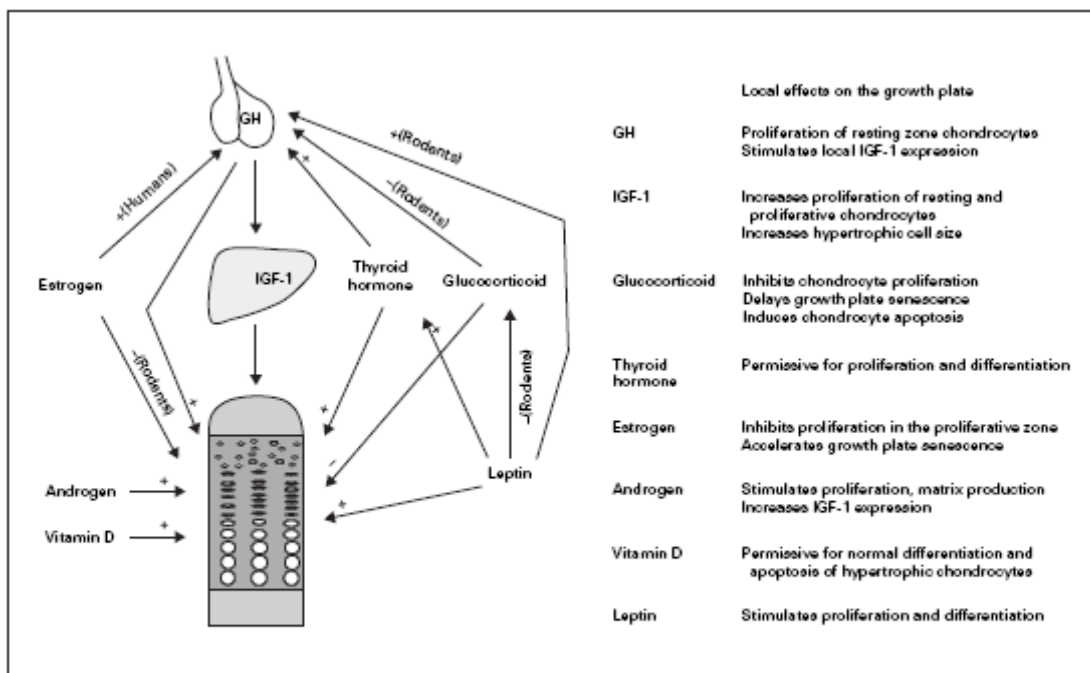 GH
+(Humans)
+(Rodents)
+
–(Rodents)
Estrogen
IGF-1
Thyroid
hormone
Glucocorticoid
–(Rodents)
+
+
+
–(Rodents)
–
Leptin
+
Androgen
+
Vitamin D
+
Local effects on the growth plate
GH
Proliferation of resting zone chondrocytes
Stimulates local IGF-1 expression
IGF-1
Increases proliferation of resting and
proliferative chondrocytes
Increases hypertrophic cell size
Glucocorticoid
Inhibits chondrocyte proliferation
Delays growth plate senescence
Induces chondrocyte apoptosis
Thyroid
hormone
Permissive for proliferation and differentiation
Estrogen
Inhibits proliferation in the proliferative zone
Accelerates growth plate senescence
Androgen
Stimulates proliferation, matrix production
Increases IGF-1 expression
Vitamin D
Permissive for normal differentiation and
apoptosis of hypertrophic chondrocytes
Leptin
Stimulates proliferation and differentiation